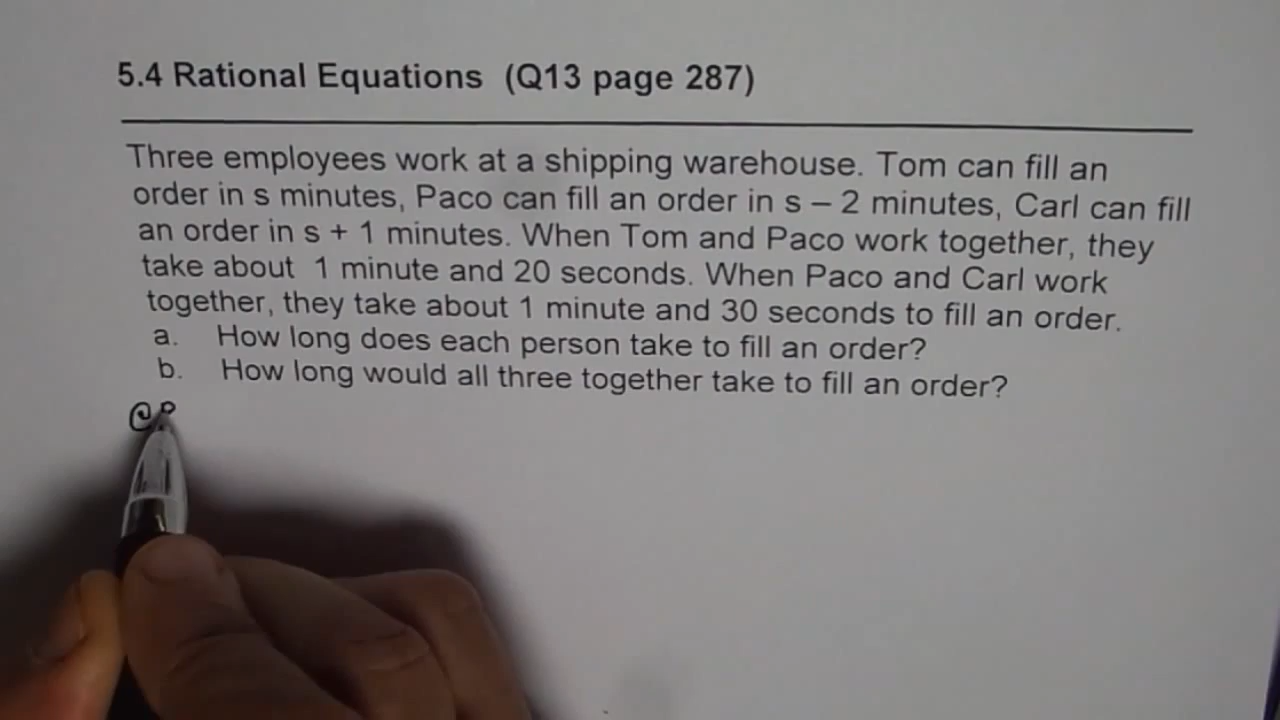 5.4 Rational Equations (Q13 page 287)
Three employees work at a shipping warehouse. Tom can fill an
order in s minutes, Paco can fill an order in s – 2 minutes, Carl can fill
an order in s + 1 minutes. When Tom and Paco work together, they
take about 1 minute and 20 seconds. When Paco and Carl work
together, they take about 1 minute and 30 seconds to fill an order.
a. How long does each person take to fill an order?
b. How long would all three together take to fill an order?